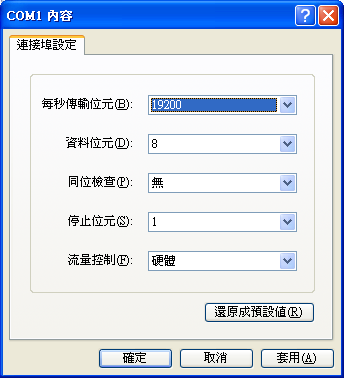 COM1 內容
連接埠設定
每秒傳輸位元(B): 19200
資料位元(D): 8
同位檢查(P): 無
停止位元(S): 1
流量控制(F): 硬體
還原成預設值(R)
確定 取消 套用(A)